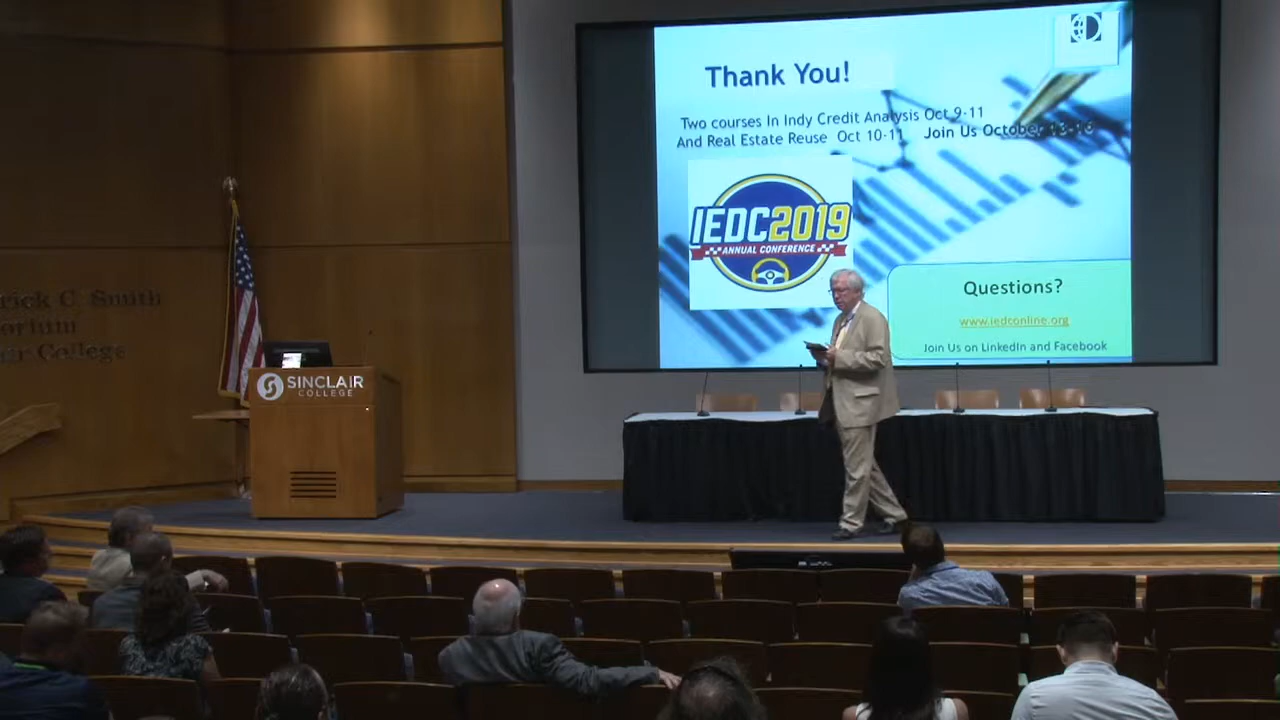 Thank You!
Two courses In Indy Credit Analysis Oct 9-11
And Real Estate Reuse Oct 10-11 Join Us October 13-16
IEDC2019
ANNUAL CONFERENCE
Questions?
www.iedconline.org
Join Us on LinkedIn and Facebook
rick C. Smith
orium
air College
SINCLAIR
COLLEGE